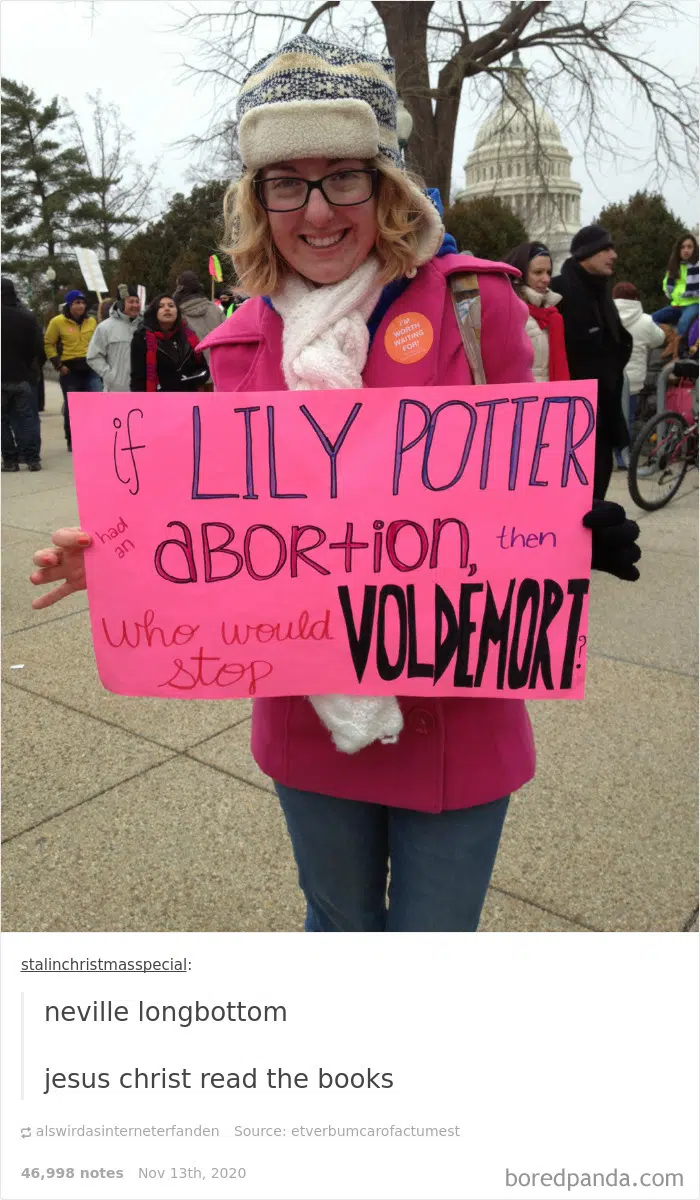 I'M
WORTH
WAITING
FOR!
if LILY POTTER
had
an
aBORtion, then
who would VOLDEMORT?
stop
stalinchristmasspecial:
neville longbottom
jesus christ read the books
alswirdasinterneterfanden Source: etverbumcarofactumest
46,998 notes Nov 13th, 2020
boredpanda.com